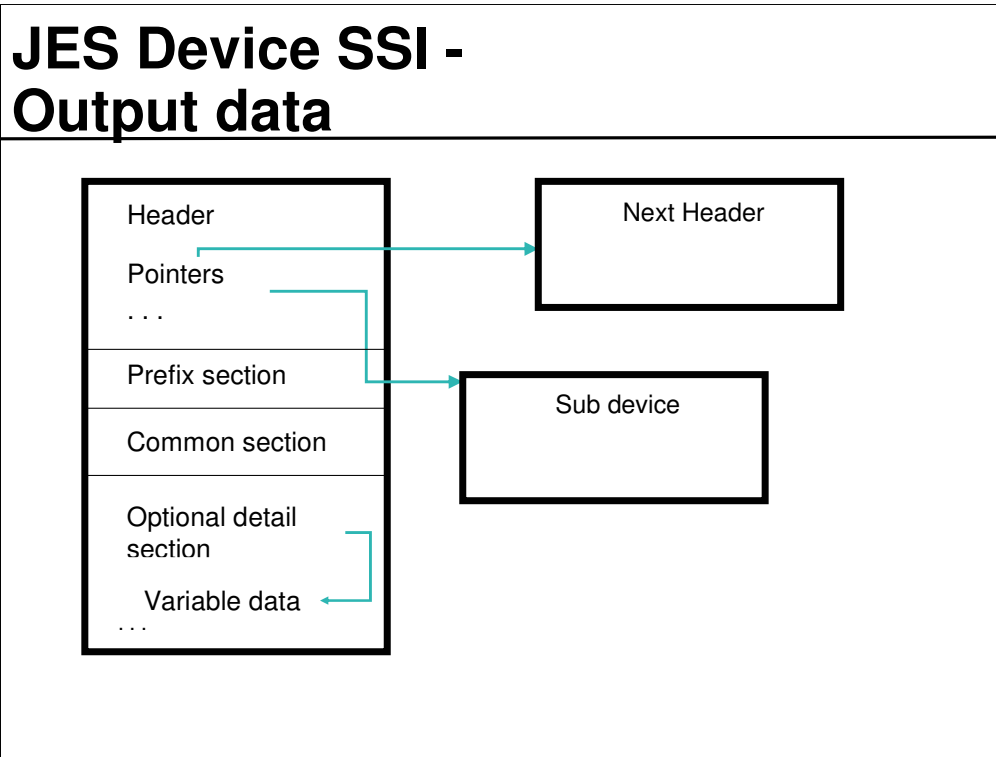 JES Device SSI -
Output data
Header
Pointers
. . .
Prefix section
Common section
Optional detail
section
Variable data
. . .
Next Header
Sub device